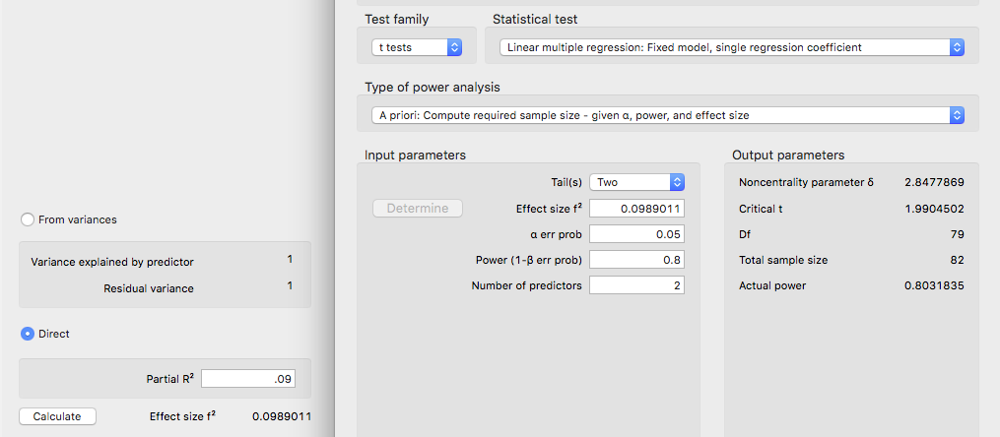 Test family
Statistical test
t tests
Linear multiple regression: Fixed model, single regression coefficient
Type of power analysis
A priori: Compute required sample size - given α, power, and effect size
Input parameters
Output parameters
Tail(s) Two
Determine
Effect size f² 0.0989011
α err prob 0.05
Power (1-β err prob) 0.8
Number of predictors 2
Noncentrality parameter δ 2.8477869
Critical t 1.9904502
Df 79
Total sample size 82
Actual power 0.8031835
From variances
Variance explained by predictor 1
Residual variance 1
Direct
Partial R² .09
Calculate
Effect size f² 0.0989011